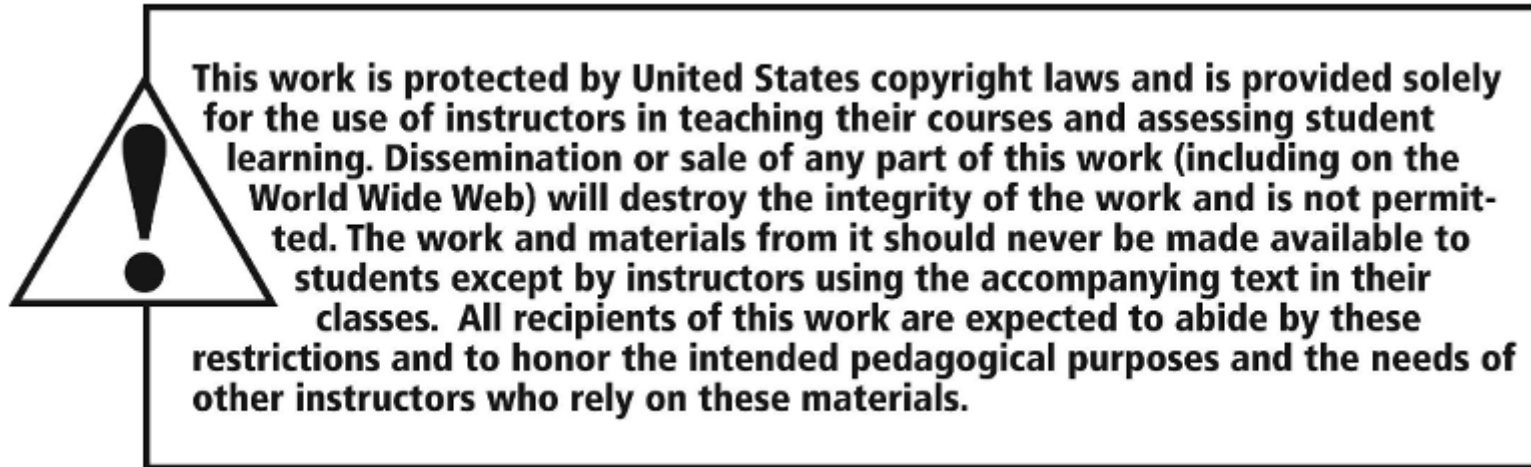 This work is protected by United States copyright laws and is provided solely
for the use of instructors in teaching their courses and assessing student
learning. Dissemination or sale of any part of this work (including on the
World Wide Web) will destroy the integrity of the work and is not permit-
ted. The work and materials from it should never be made available to
students except by instructors using the accompanying text in their
classes.  All recipients of this work are expected to abide by these
restrictions and to honor the intended pedagogical purposes and the needs of
other instructors who rely on these materials.